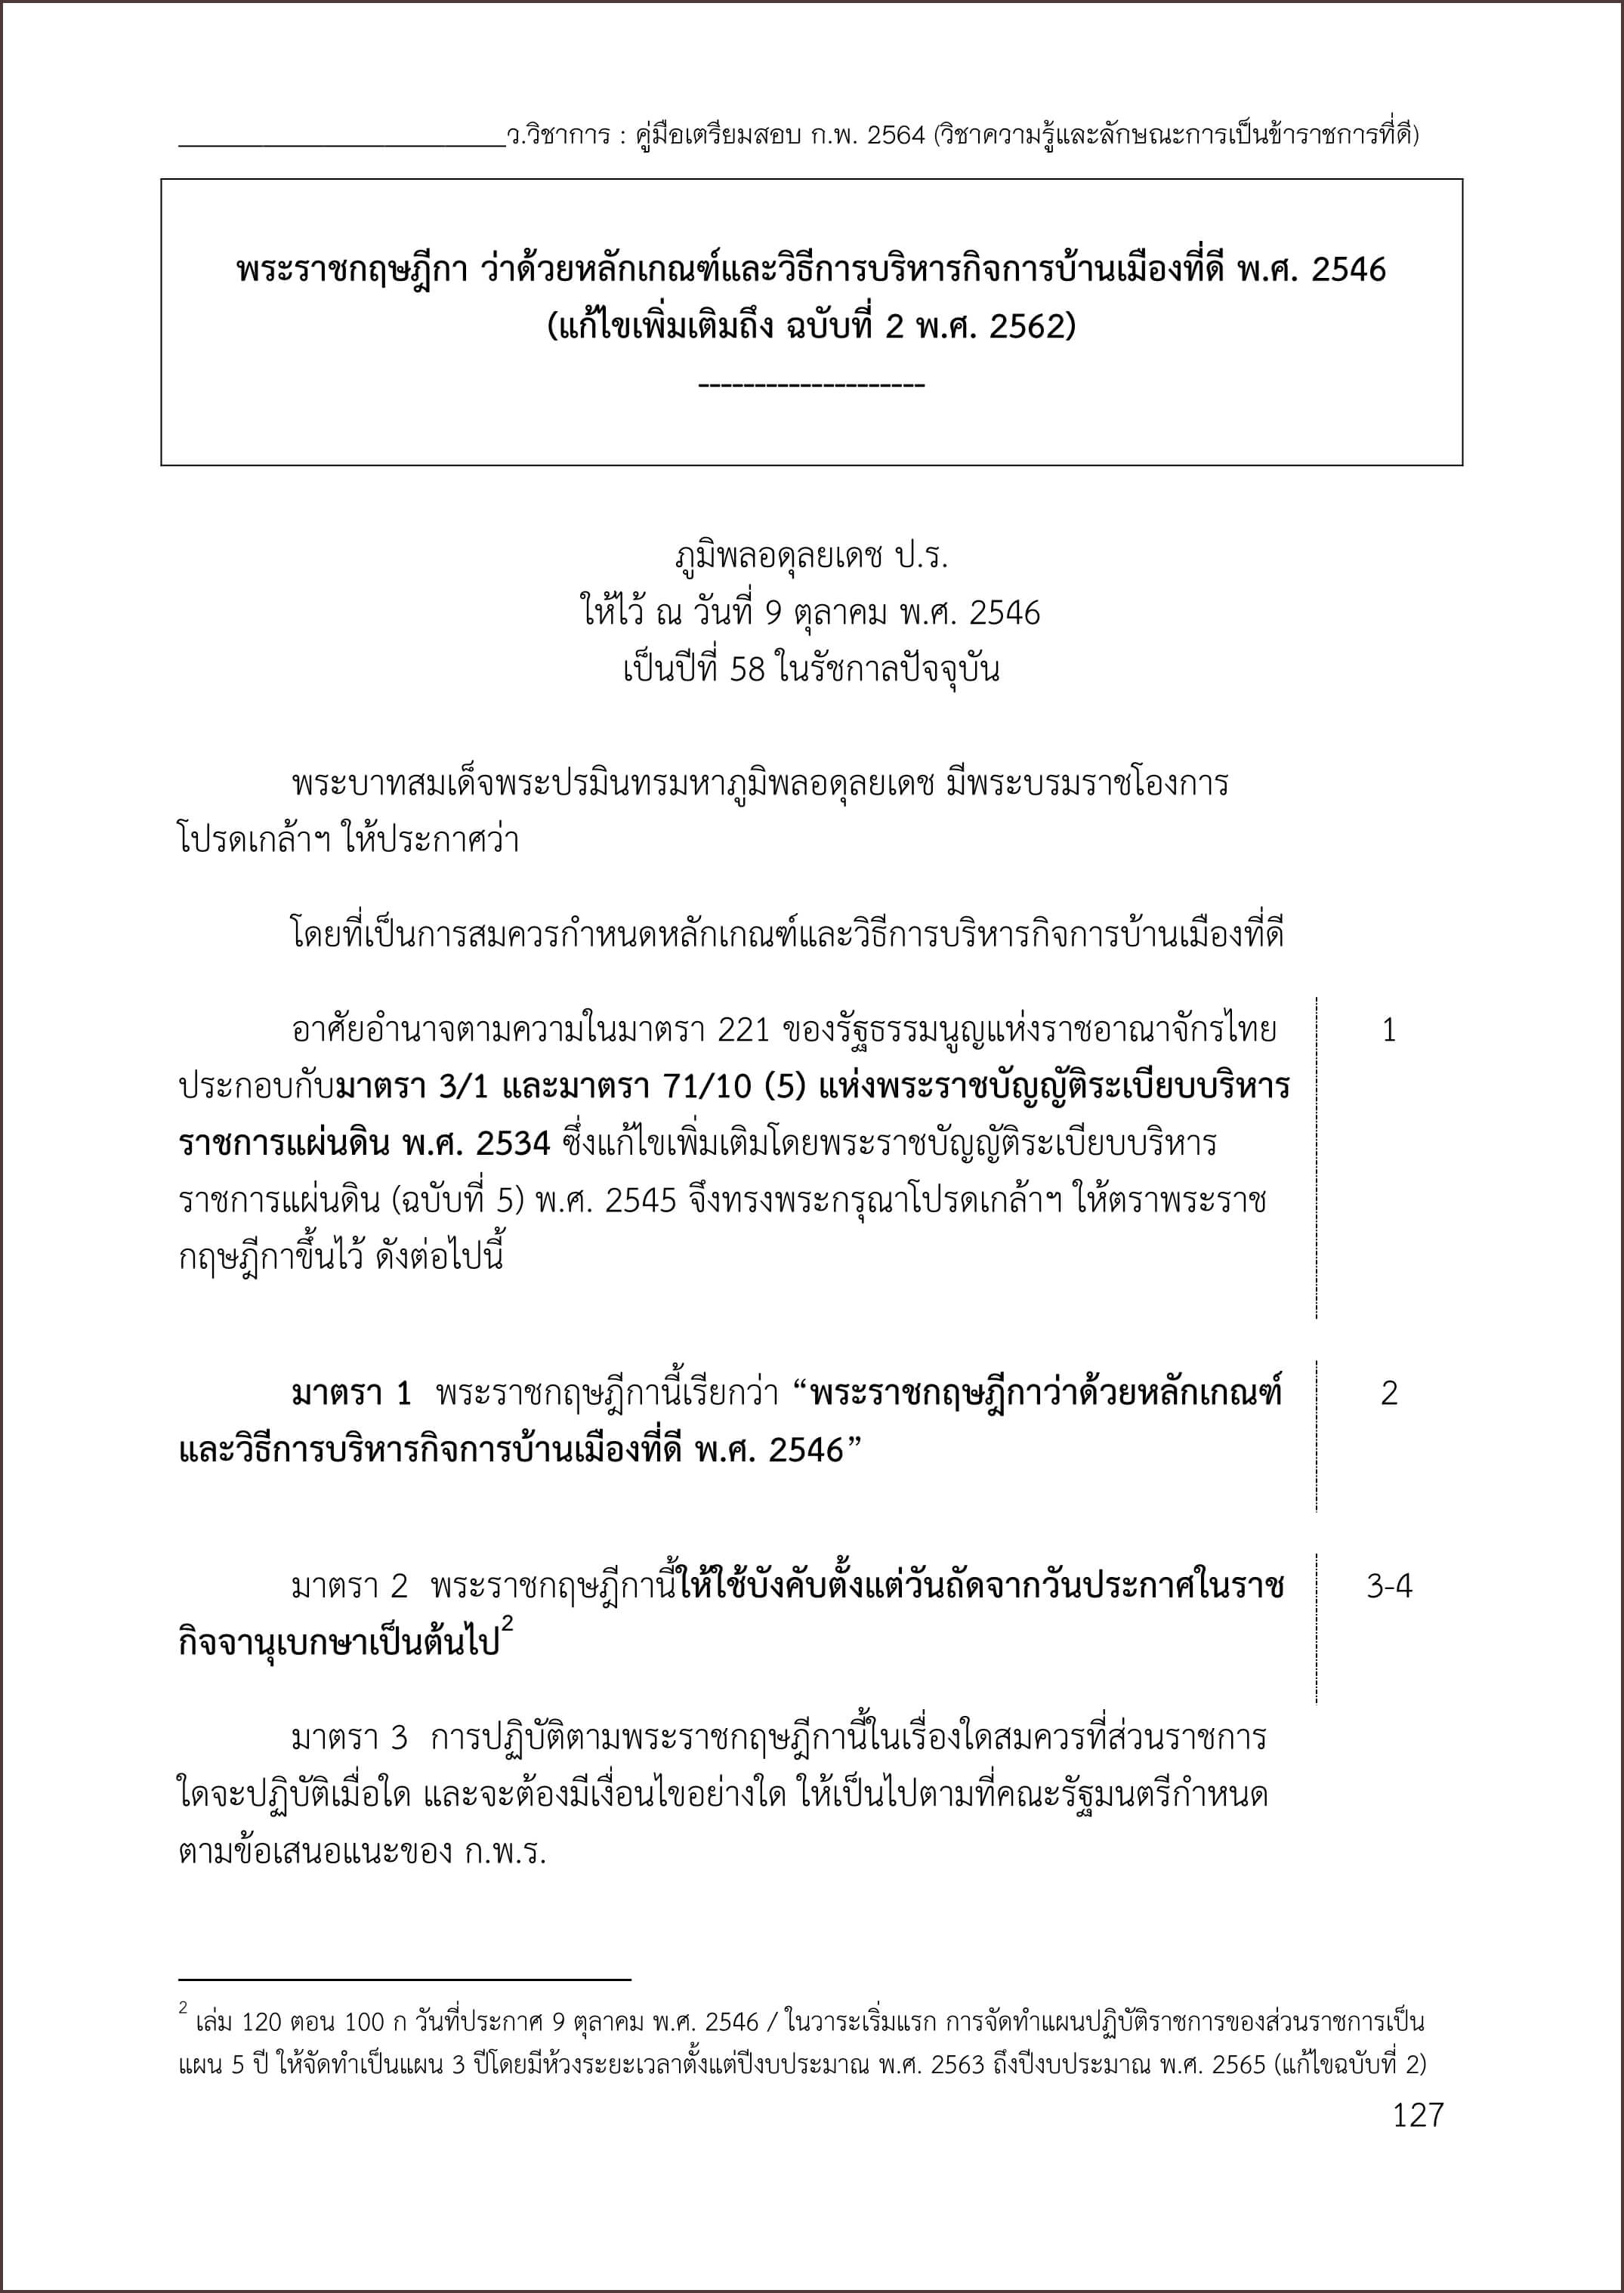 ว.วิชาการ : คู่มือเตรียมสอบ ก.พ. 2564 (วิชาความรู้และลักษณะการเป็นข้าราชการที่ดี)
พระราชกฤษฎีกา ว่าด้วยหลักเกณฑ์และวิธีการบริหารกิจการบ้านเมืองที่ดี พ.ศ. 2546
(แก้ไขเพิ่มเติมถึง ฉบับที่ 2 พ.ศ. 2562)
--------------------
ภูมิพลอดุลยเดช ป.ร.
ให้ไว้ ณ วันที่ 9 ตุลาคม พ.ศ. 2546
เป็นปีที่ 58 ในรัชกาลปัจจุบัน
พระบาทสมเด็จพระปรมินทรมหาภูมิพลอดุลยเดช มีพระบรมราชโองการ
โปรดเกล้าฯ ให้ประกาศว่า
โดยที่เป็นการสมควรกำหนดหลักเกณฑ์และวิธีการบริหารกิจการบ้านเมืองที่ดี
อาศัยอำนาจตามความในมาตรา 221 ของรัฐธรรมนูญแห่งราชอาณาจักรไทย 1
ประกอบกับมาตรา 3/1 และมาตรา 71/10 (5) แห่งพระราชบัญญัติระเบียบบริหาร
ราชการแผ่นดิน พ.ศ. 2534 ซึ่งแก้ไขเพิ่มเติมโดยพระราชบัญญัติระเบียบบริหาร
ราชการแผ่นดิน (ฉบับที่ 5) พ.ศ. 2545 จึงทรงพระกรุณาโปรดเกล้าฯ ให้ตราพระราช
กฤษฎีกาขึ้นไว้ ดังต่อไปนี้
มาตรา 1 พระราชกฤษฎีกานี้เรียกว่า “พระราชกฤษฎีกาว่าด้วยหลักเกณฑ์ 2
และวิธีการบริหารกิจการบ้านเมืองที่ดี พ.ศ. 2546”
มาตรา 2 พระราชกฤษฎีกานี้ให้ใช้บังคับตั้งแต่วันถัดจากวันประกาศในราช 3-4
กิจจานุเบกษาเป็นต้นไป2
มาตรา 3 การปฏิบัติตามพระราชกฤษฎีกานี้ในเรื่องใดสมควรที่ส่วนราชการ
ใดจะปฏิบัติเมื่อใด และจะต้องมีเงื่อนไขอย่างใด ให้เป็นไปตามที่คณะรัฐมนตรีกำหนด
ตามข้อเสนอแนะของ ก.พ.ร.
2 เล่ม 120 ตอน 100 ก วันที่ประกาศ 9 ตุลาคม พ.ศ. 2546 / ในวาระเริ่มแรก การจัดทำแผนปฏิบัติราชการของส่วนราชการเป็น
แผน 5 ปี ให้จัดทำเป็นแผน 3 ปีโดยมีห้วงระยะเวลาตั้งแต่ปีงบประมาณ พ.ศ. 2563 ถึงปีงบประมาณ พ.ศ. 2565 (แก้ไขฉบับที่ 2)
127